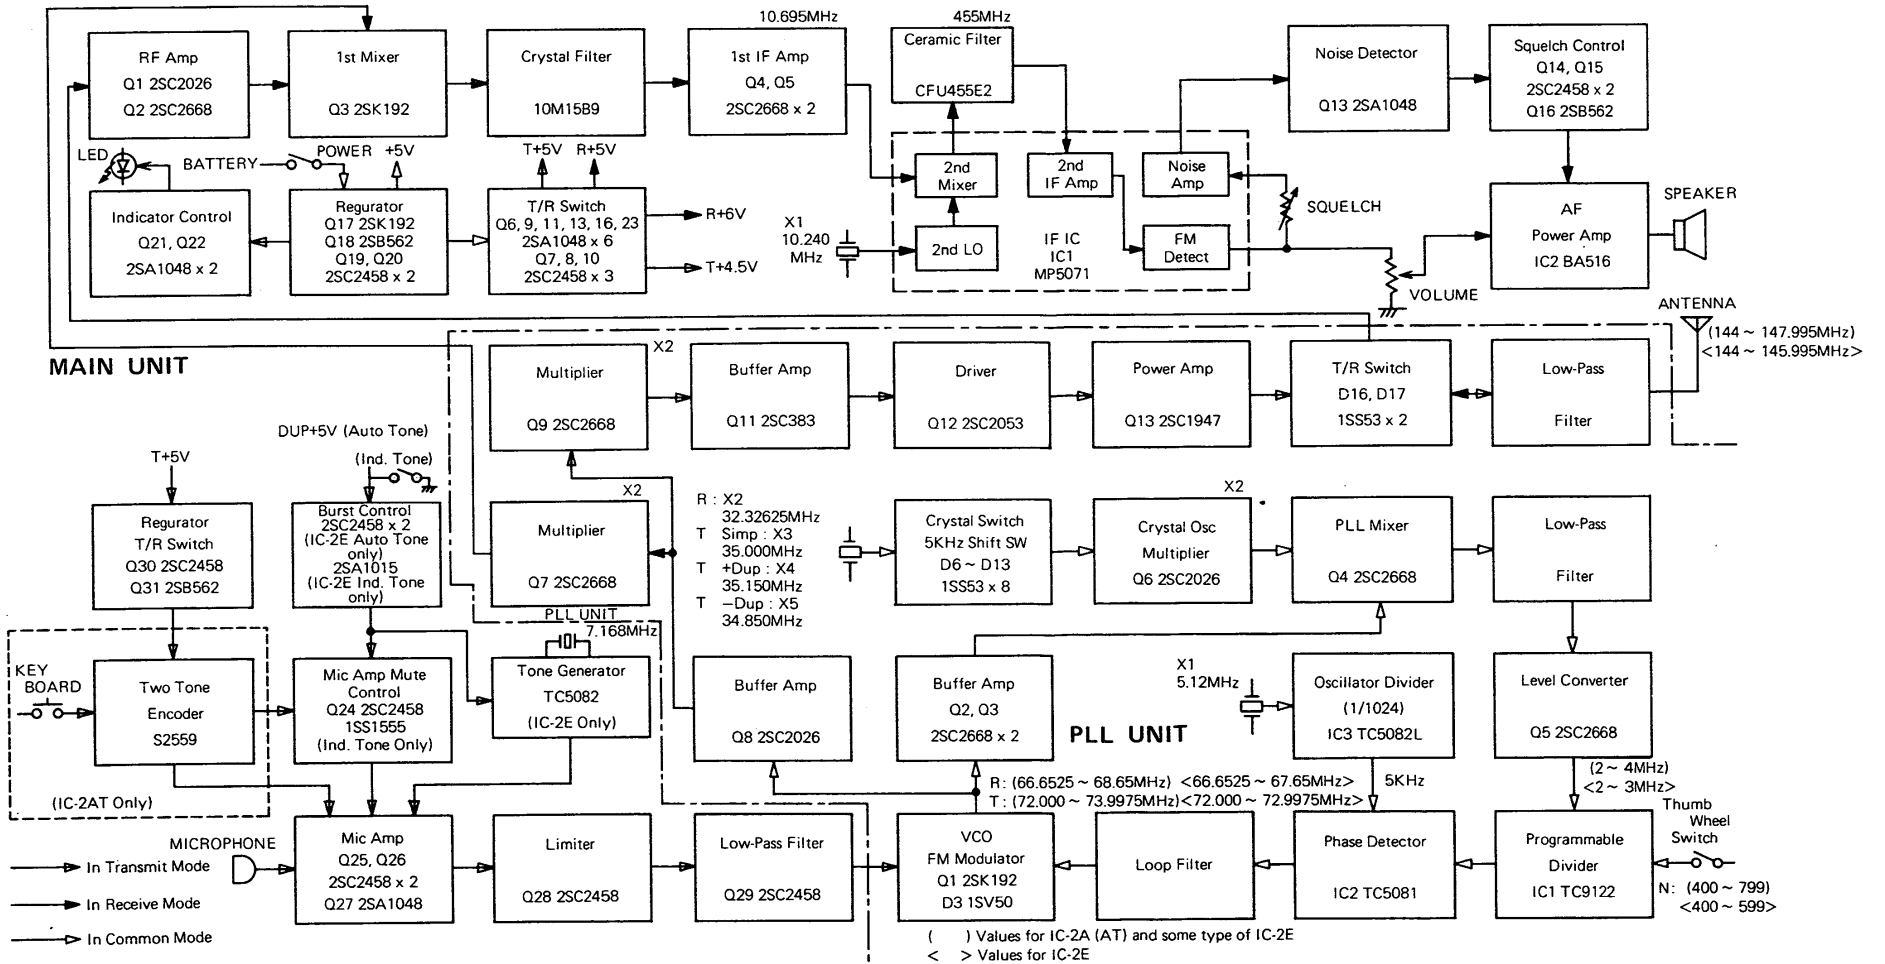 10.695MHz
455MHz
RF Amp
Q1 2SC2026
Q2 2SC2668
1st Mixer
Q3 2SK192
Crystal Filter
10M15B9
1st IF Amp
Q4, Q5
2SC2668 x 2
Ceramic Filter
CFU455E2
Noise Detector
Q13 2SA1048
Squelch Control
Q14, Q15
2SC2458 x 2
Q16 2SB562
LED
BATTERY
POWER
+5V
T+5V
R+5V
Indicator Control
Q21, Q22
2SA1048 x 2
Regurator
Q17 2SK192
Q18 2SB562
Q19, Q20
2SC2458 x 2
T/R Switch
Q6, 9, 11, 13, 16, 23
2SA1048 x 6
Q7, 8, 10
2SC2458 x 3
R+6V
T+4.5V
X1
10.240
MHz
2nd
Mixer
2nd LO
2nd
IF Amp
IF IC
IC1
MP5071
Noise
Amp
FM
Detect
SQUELCH
VOLUME
AF
Power Amp
IC2 BA516
SPEAKER
ANTENNA
(144 ~ 147.995MHz)
<144 ~ 145.995MHz>
MAIN UNIT
X2
Multiplier
Q9 2SC2668
Buffer Amp
Q11 2SC383
Driver
Q12 2SC2053
Power Amp
Q13 2SC1947
T/R Switch
D16, D17
1SS53 x 2
Low-Pass
Filter
DUP+5V (Auto Tone)
(Ind. Tone)
T+5V
Regurator
T/R Switch
Q30 2SC2458
Q31 2SB562
Burst Control
2SC2458 x 2
(IC-2E Auto Tone
only)
2SA1015
(IC-2E Ind. Tone
only)
X2
Multiplier
Q7 2SC2668
R : X2
32.32625MHz
T Simp : X3
35.000MHz
T +Dup : X4
35.150MHz
T −Dup : X5
34.850MHz
Crystal Switch
5KHz Shift SW
D6 ~ D13
1SS53 x 8
X2
Crystal Osc
Multiplier
Q6 2SC2026
PLL Mixer
Q4 2SC2668
Low-Pass
Filter
PLL UNIT
7.168MHz
KEY
BOARD
Two Tone
Encoder
S2559
(IC-2AT Only)
Mic Amp Mute
Control
Q24 2SC2458
1SS1555
(Ind. Tone Only)
Tone Generator
TC5082
(IC-2E Only)
Buffer Amp
Q8 2SC2026
Buffer Amp
Q2, Q3
2SC2668 x 2
PLL UNIT
X1
5.12MHz
Oscillator Divider
(1/1024)
IC3 TC5082L
Level Converter
Q5 2SC2668
R : (66.6525 ~ 68.65MHz) <66.6525 ~ 67.65MHz>
T : (72.000 ~ 73.9975MHz)<72.000 ~ 72.9975MHz>
5KHz
(2 ~ 4MHz)
<2 ~ 3MHz>
Thumb
Wheel
Switch
MICROPHONE
Mic Amp
Q25, Q26
2SC2458 x 2
Q27 2SA1048
Limiter
Q28 2SC2458
Low-Pass Filter
Q29 2SC2458
VCO
FM Modulator
Q1 2SK192
D3 1SV50
Loop Filter
Phase Detector
IC2 TC5081
Programmable
Divider
IC1 TC9122
N: (400 ~ 799)
<400 ~ 599>
In Transmit Mode
In Receive Mode
In Common Mode
( ) Values for IC-2A (AT) and some type of IC-2E
< > Values for IC-2E